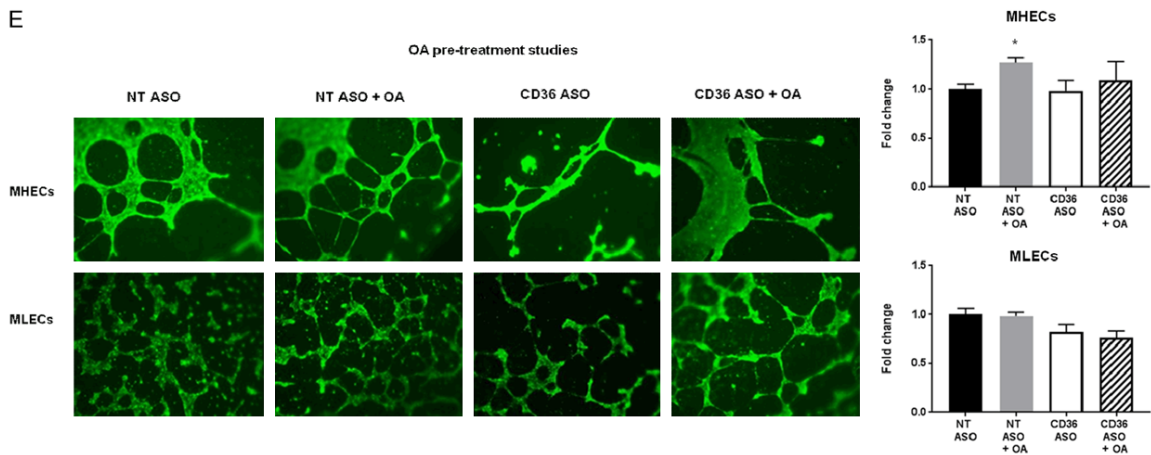 E
OA pre-treatment studies
NT ASO
NT ASO + OA
CD36 ASO
CD36 ASO + OA
MHECs
MLECs
MHECs
Fold change
1.5
1.0
0.5
0.0
*
NT
ASO
NT
ASO
+ OA
CD36
ASO
CD36
ASO
+ OA
MLECs
Fold change
1.5
1.0
0.5
0.0
NT
ASO
NT
ASO
+ OA
CD36
ASO
CD36
ASO
+ OA